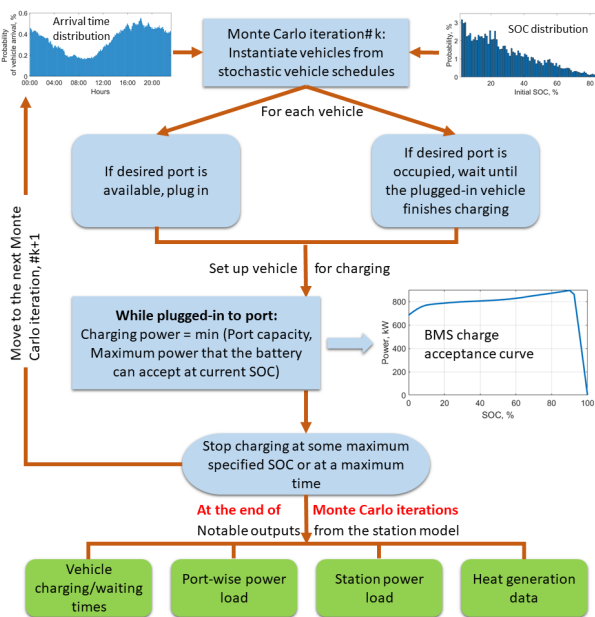 Arrival time
distribution
Probability
of vehicle arrival, %
0.6
0.4
0.2
0.0
00:00 04:00 08:00 12:00 16:00 20:00
Hours
Monte Carlo iteration# k:
Instantiate vehicles from
stochastic vehicle schedules
SOC distribution
Probability, %
3
2
1
0
20 40 60 80
Initial SOC, %
For each vehicle
If desired port is
available, plug in
If desired port is
occupied, wait until
the plugged-in vehicle
finishes charging
Move to the next Monte
Carlo iteration, #k+1
Set up vehicle for charging
While plugged-in to port:
Charging power = min (Port capacity,
Maximum power that the battery
can accept at current SOC)
BMS charge
acceptance curve
Power, kW
800
600
400
200
0
0 20 40 60 80 100
SOC, %
Stop charging at some maximum
specified SOC or at a maximum
time
At the end of Monte Carlo iterations
Notable outputs from the station model
Vehicle
charging/waiting
times
Port-wise power
load
Station power
load
Heat generation
data